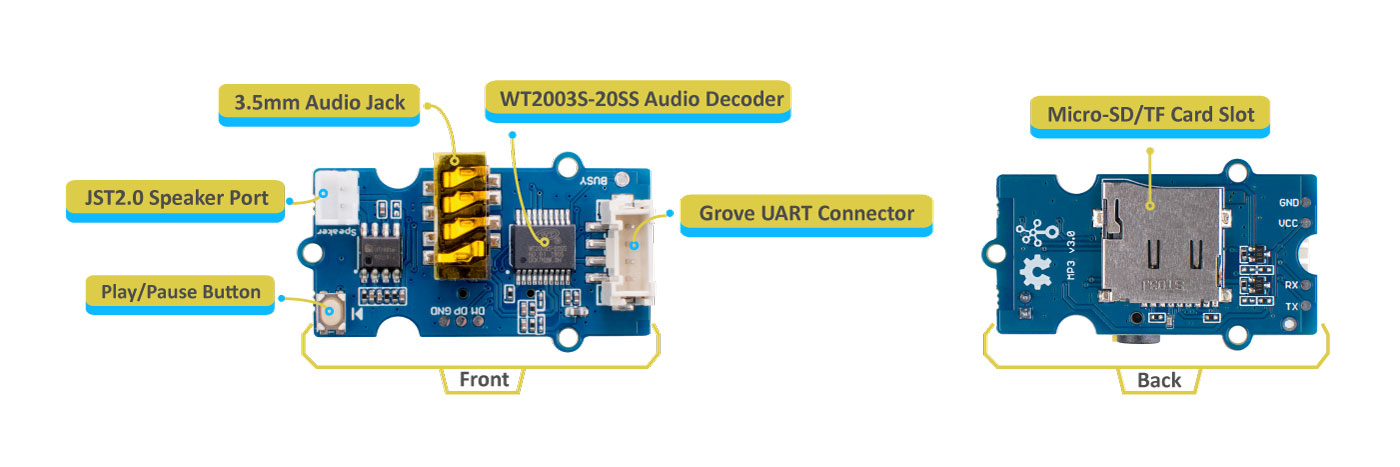 3.5mm Audio Jack
WT2003S-20SS Audio Decoder
Micro-SD/TF Card Slot
JST2.0 Speaker Port
BUSY
Grove UART Connector
Speaker
Play/Pause Button
DM DP GND
Front
GND
VCC
MP3 v3.0
RX
TX
Back